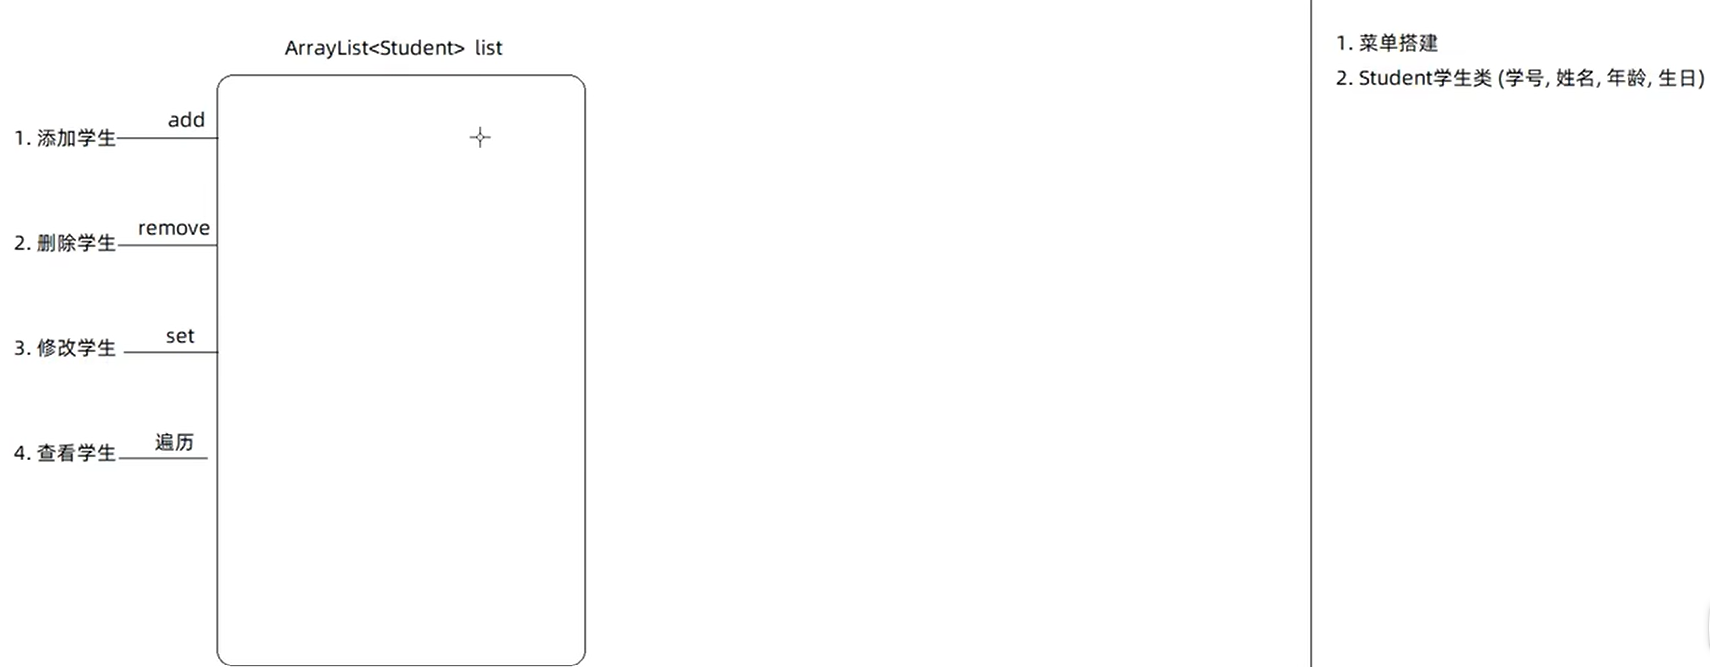 ArrayList<Student> list
add
1. 添加学生
remove
2. 删除学生
set
3. 修改学生
遍历
4. 查看学生
1. 菜单搭建
2. Student学生类 (学号, 姓名, 年龄, 生日)